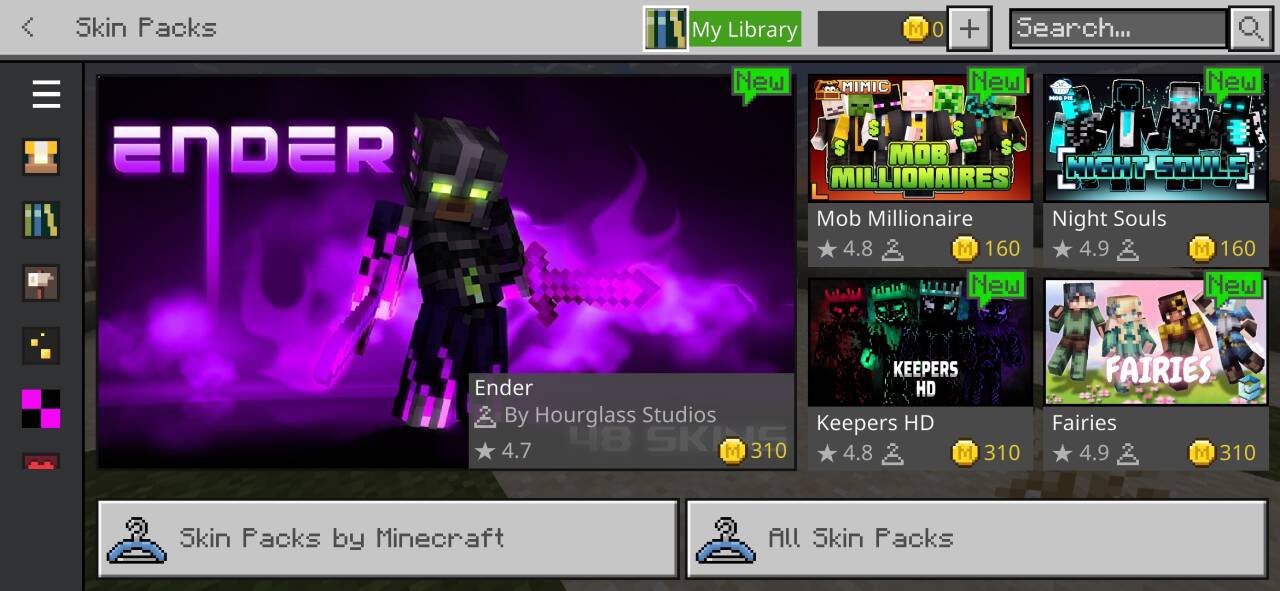 Skin Packs
My Library
0
+
Search...
New
ENDER
48 SKINS
Ender
By Hourglass Studios
4.7
310
New
MIMIC
MOB
MILLIONAIRES
Mob Millionaire
4.8
160
New
MOB PIE
NIGHT SOULS
Night Souls
4.9
160
New
KEEPERS
HD
Keepers HD
4.8
310
New
FAIRIES
Fairies
4.9
310
Skin Packs by Minecraft
All Skin Packs